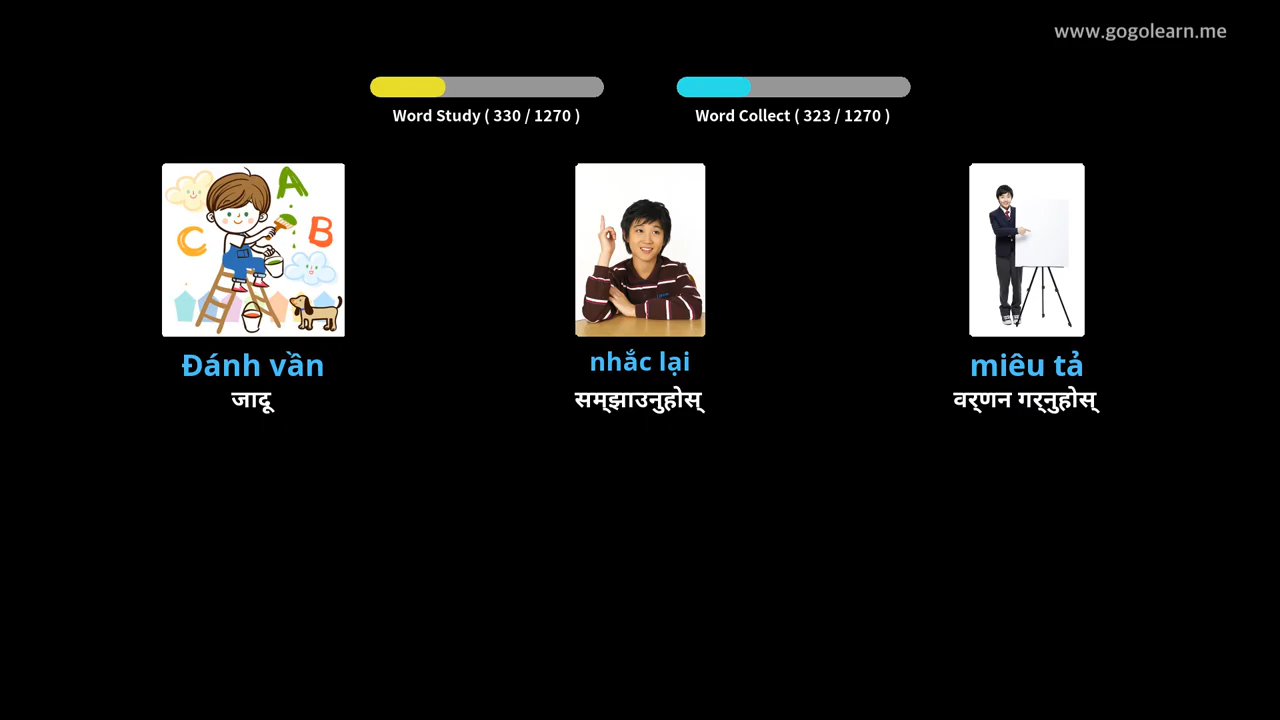 www.gogolearn.me
Word Study ( 330 / 1270 )
Word Collect ( 323 / 1270 )
A
B
C
Đánh vần
nhắc lại
miêu tả
जादू
सम्झाउनुहोस्
वर्णन गर्नुहोस्